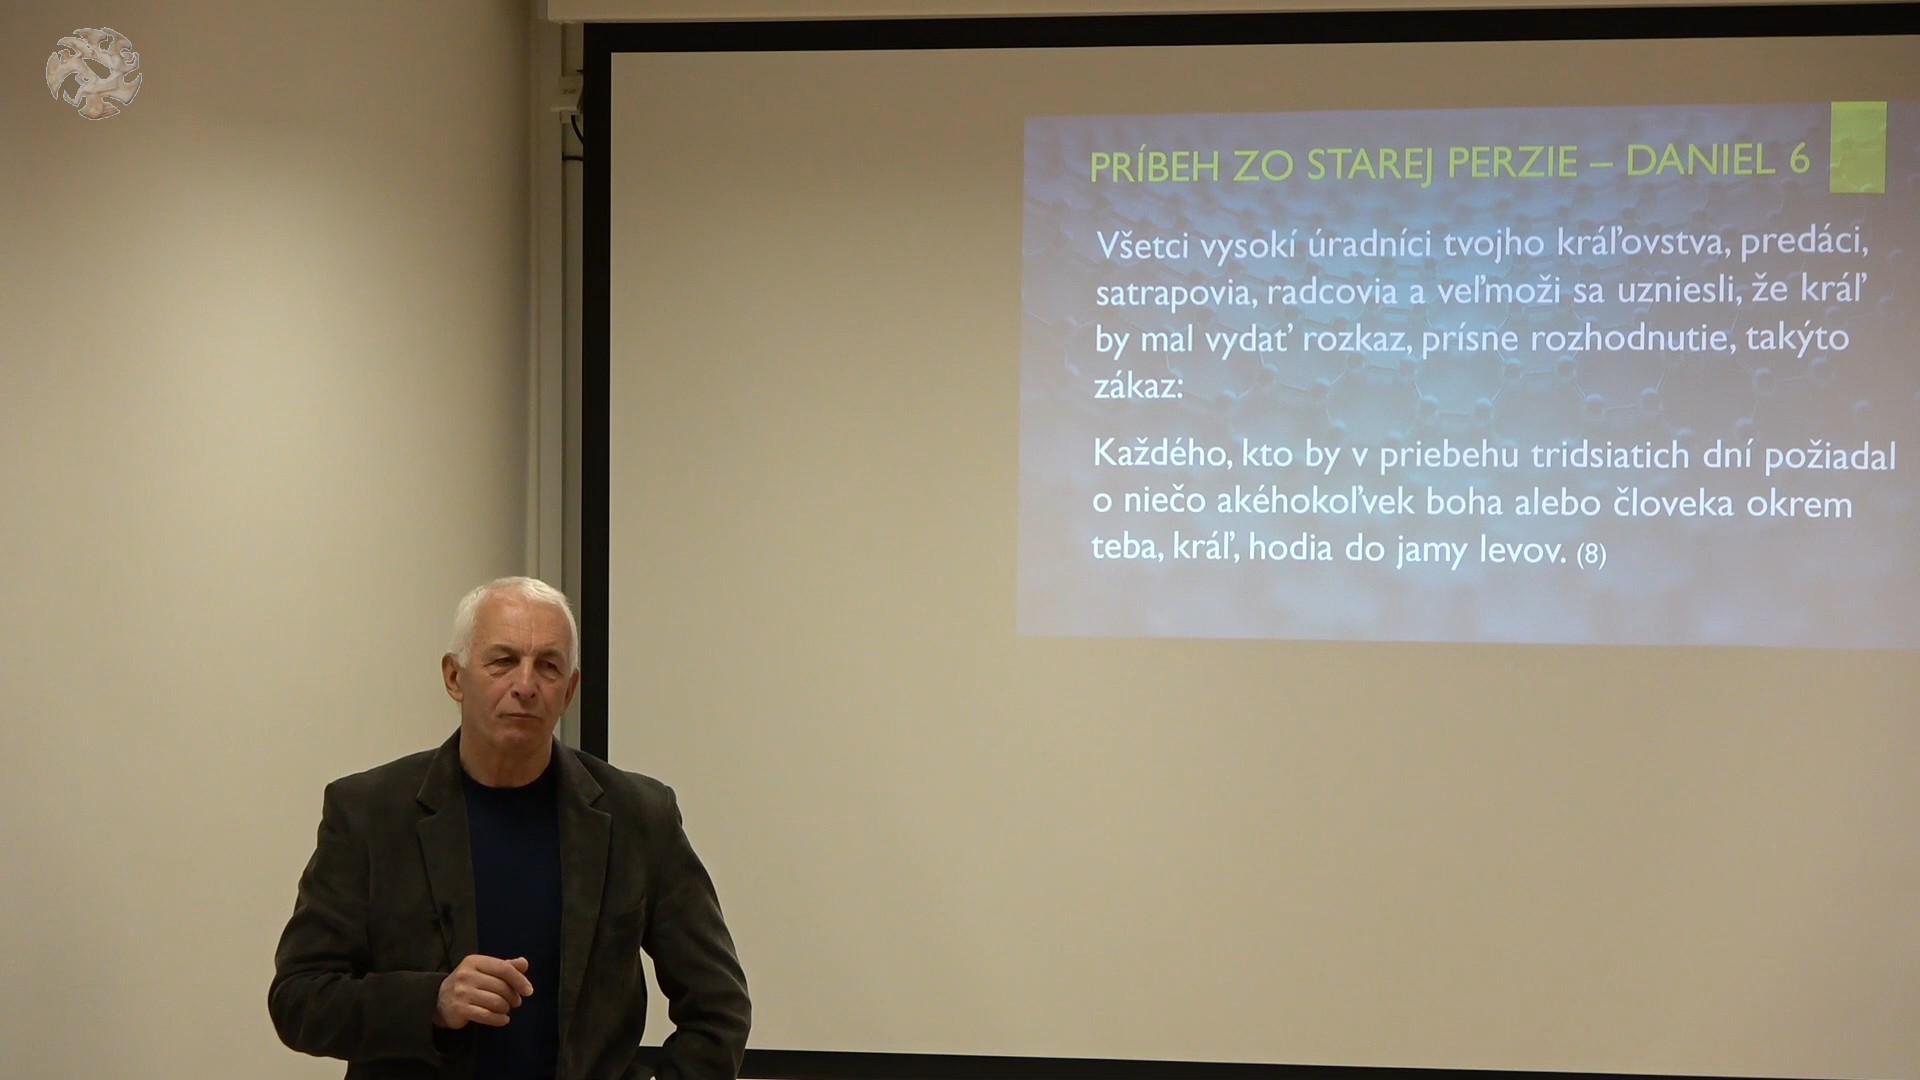 PRÍBEH ZO STAREJ PERZIE – DANIEL 6
Všetci vysokí úradníci tvojho kráľovstva, predáci,
satrapovia, radcovia a veľmoži sa uzniesli, že kráľ
by mal vydať rozkaz, prísne rozhodnutie, takýto
zákaz:
Každého, kto by v priebehu tridsiatich dní požiadal
o niečo akéhokoľvek boha alebo človeka okrem
teba, kráľ, hodia do jamy levov. (8)